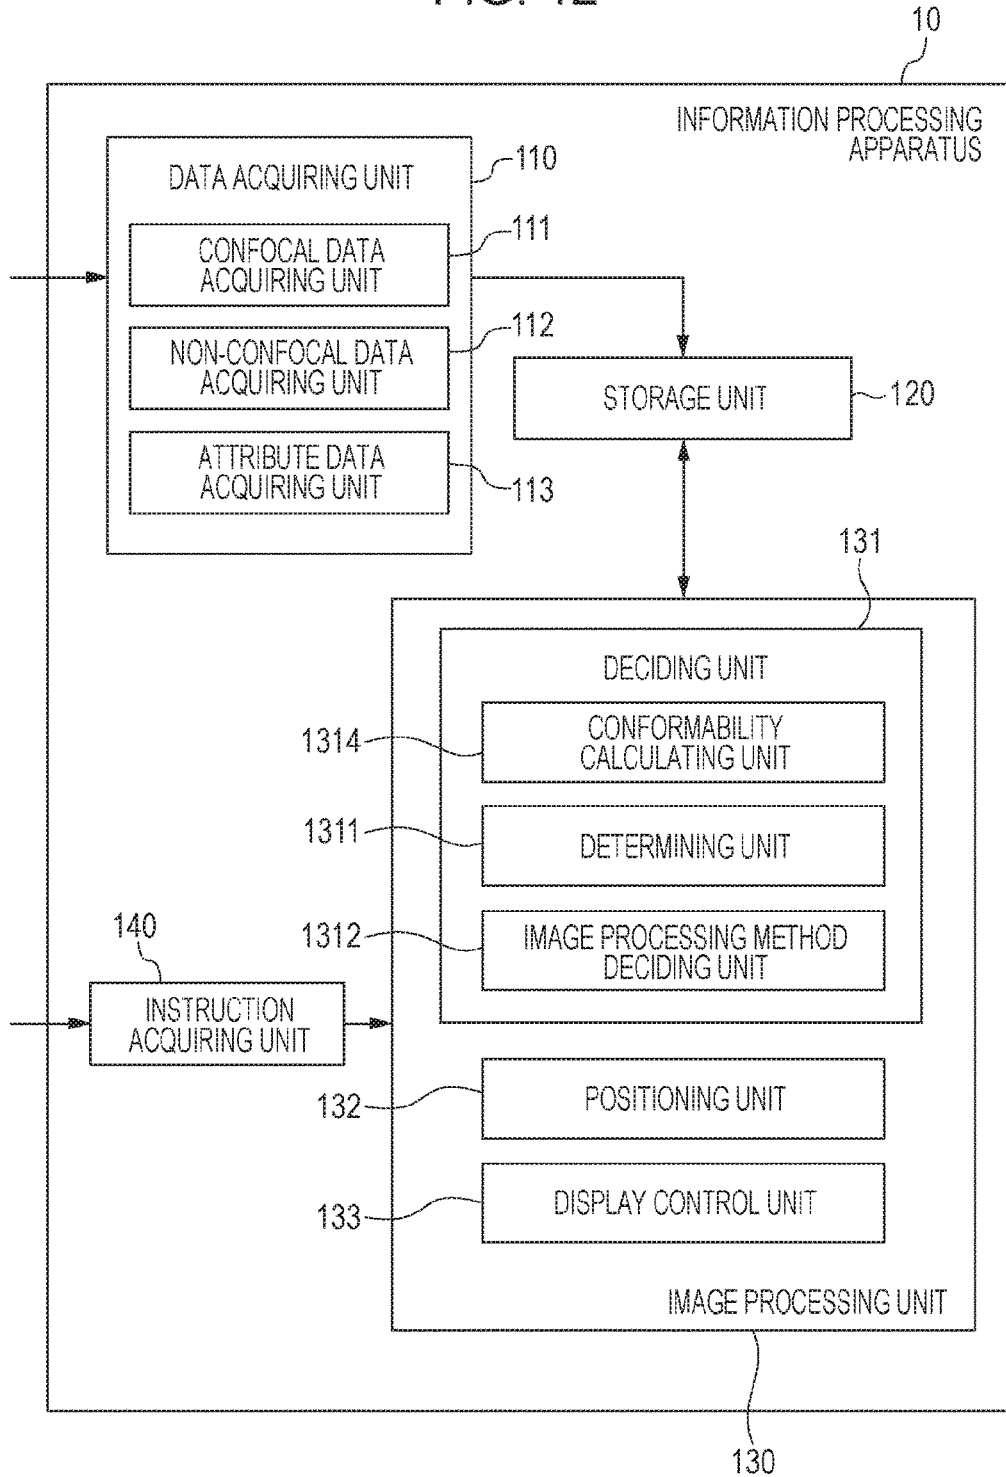 10
INFORMATION PROCESSING
APPARATUS
DATA ACQUIRING UNIT
110
CONFOCAL DATA
ACQUIRING UNIT
111
NON-CONFOCAL DATA
ACQUIRING UNIT
112
ATTRIBUTE DATA
ACQUIRING UNIT
113
STORAGE UNIT
120
131
DECIDING UNIT
1314
CONFORMABILITY
CALCULATING UNIT
1311
DETERMINING UNIT
1312
IMAGE PROCESSING METHOD
DECIDING UNIT
140
INSTRUCTION
ACQUIRING UNIT
132
POSITIONING UNIT
133
DISPLAY CONTROL UNIT
IMAGE PROCESSING UNIT
130